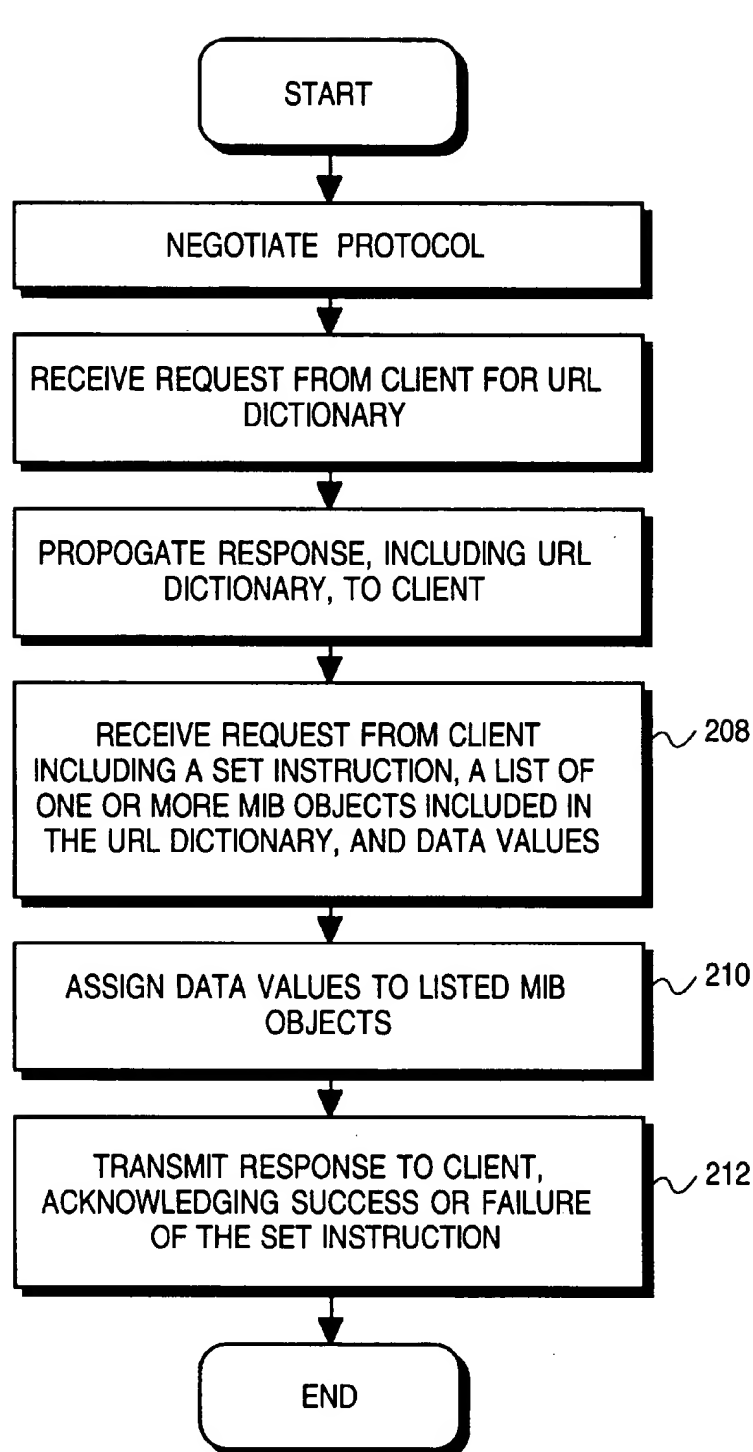 START
NEGOTIATE PROTOCOL
RECEIVE REQUEST FROM CLIENT FOR URL
DICTIONARY
PROPOGATE RESPONSE, INCLUDING URL
DICTIONARY, TO CLIENT
RECEIVE REQUEST FROM CLIENT
INCLUDING A SET INSTRUCTION, A LIST OF
ONE OR MORE MIB OBJECTS INCLUDED IN
THE URL DICTIONARY, AND DATA VALUES
208
ASSIGN DATA VALUES TO LISTED MIB
OBJECTS
210
TRANSMIT RESPONSE TO CLIENT,
ACKNOWLEDGING SUCCESS OR FAILURE
OF THE SET INSTRUCTION
212
END